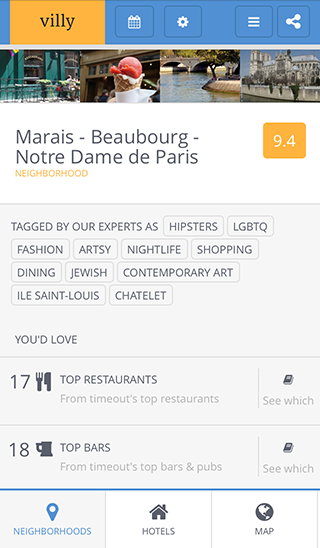 villy
Marais - Beaubourg -
Notre Dame de Paris
9.4
NEIGHBORHOOD
TAGGED BY OUR EXPERTS AS HIPSTERS LGBTQ
FASHION ARTSY NIGHTLIFE SHOPPING
DINING JEWISH CONTEMPORARY ART
ILE SAINT-LOUIS CHATELET
YOU'D LOVE
17 TOP RESTAURANTS
From timeout's top restaurants See which
18 TOP BARS
From timeout's top bars & pubs See which
NEIGHBORHOODS HOTELS MAP